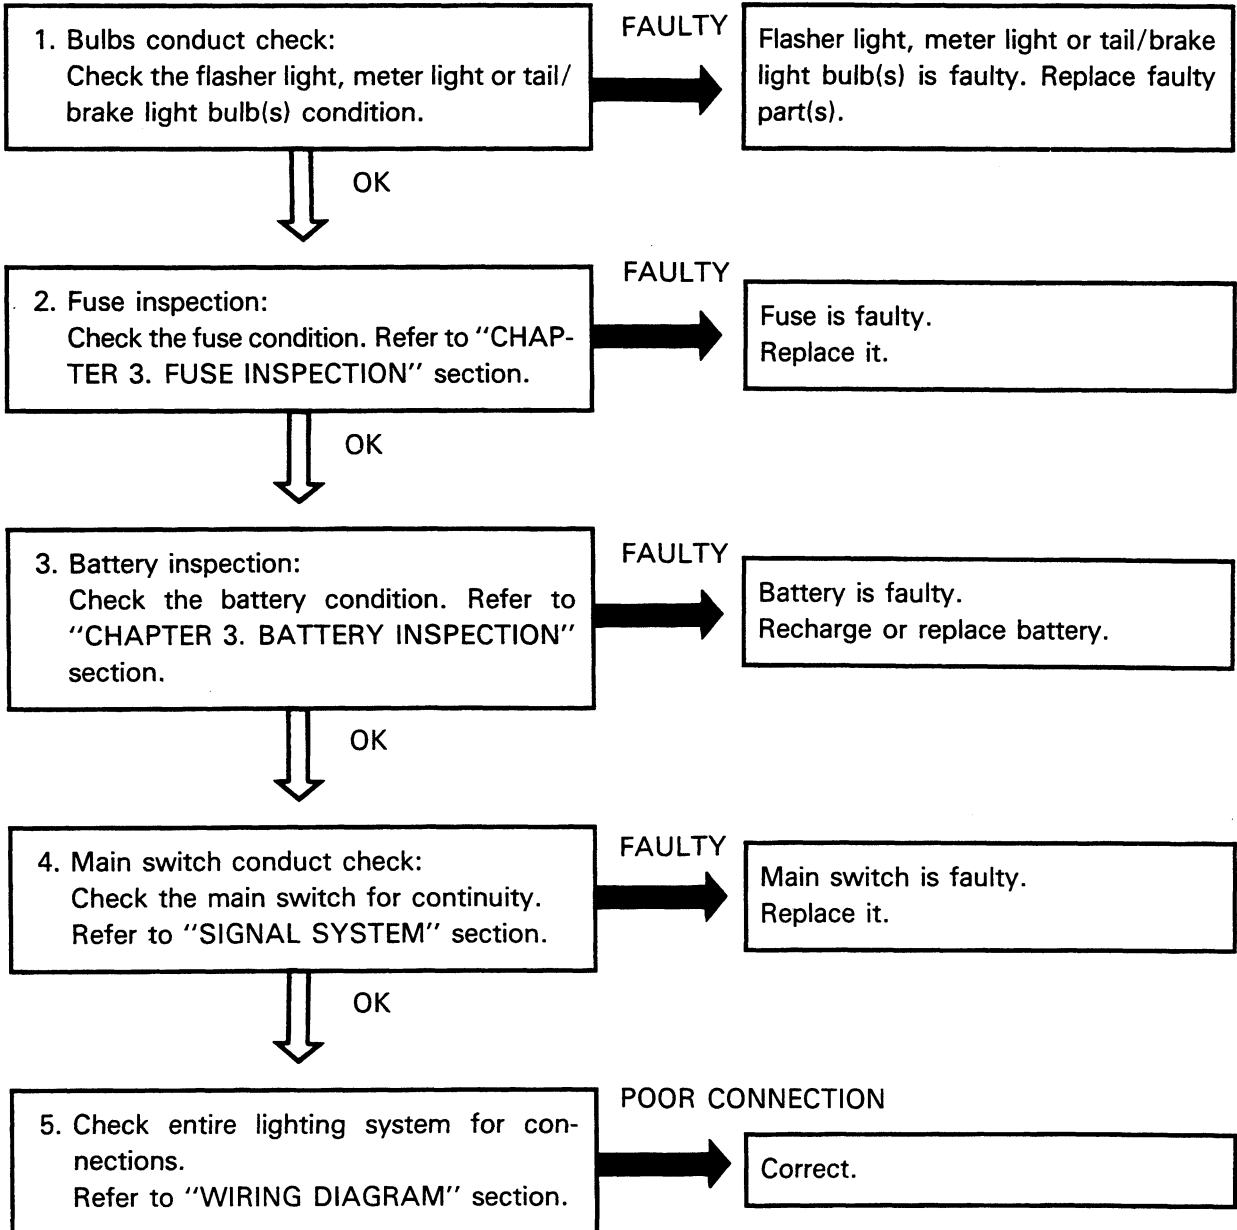 1. Bulbs conduct check:
Check the flasher light, meter light or tail/
brake light bulb(s) condition.
FAULTY
Flasher light, meter light or tail/brake
light bulb(s) is faulty. Replace faulty
part(s).
OK
2. Fuse inspection:
Check the fuse condition. Refer to "CHAP-
TER 3. FUSE INSPECTION" section.
FAULTY
Fuse is faulty.
Replace it.
OK
3. Battery inspection:
Check the battery condition. Refer to
"CHAPTER 3. BATTERY INSPECTION"
section.
FAULTY
Battery is faulty.
Recharge or replace battery.
OK
4. Main switch conduct check:
Check the main switch for continuity.
Refer to "SIGNAL SYSTEM" section.
FAULTY
Main switch is faulty.
Replace it.
OK
5. Check entire lighting system for con-
nections.
Refer to "WIRING DIAGRAM" section.
POOR CONNECTION
Correct.